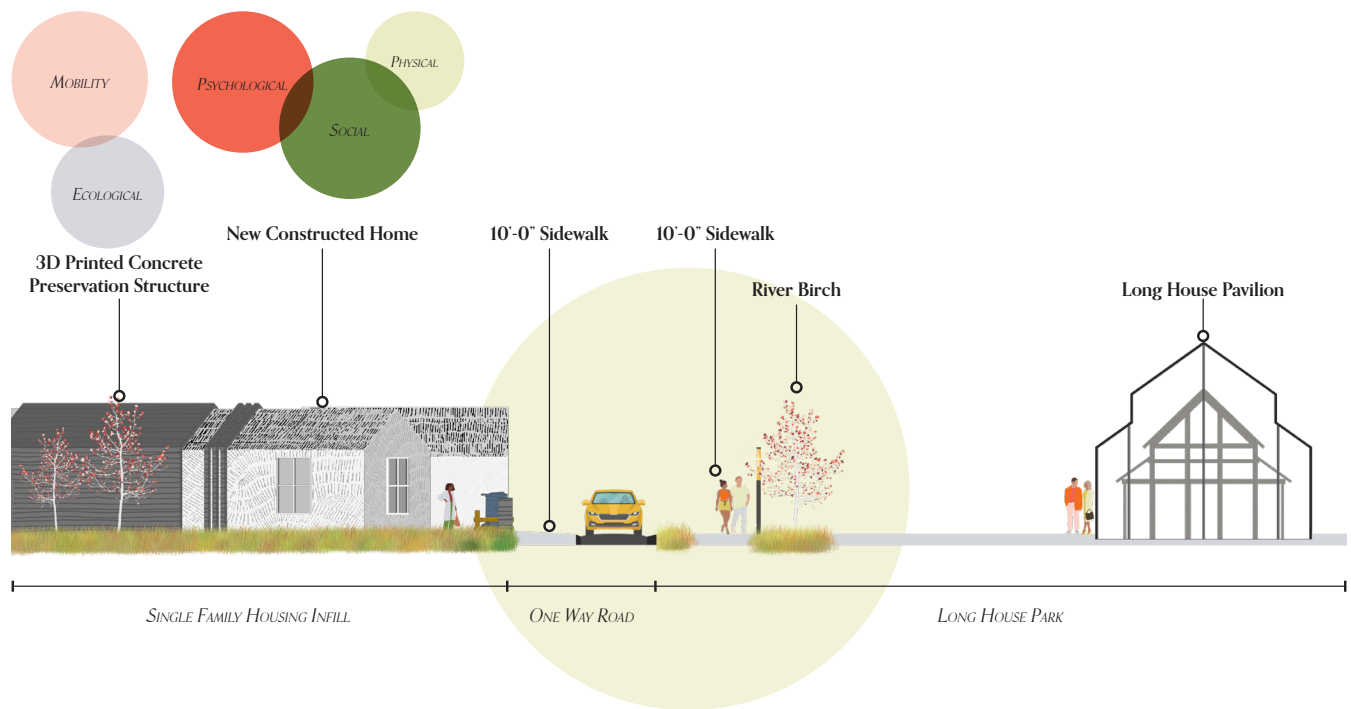 Mobility
Psychological
Physical
Social
Ecological
New Constructed Home
10'-0" Sidewalk
10'-0" Sidewalk
3D Printed Concrete
Preservation Structure
River Birch
Long House Pavilion
Single Family Housing Infill
One Way Road
Long House Park